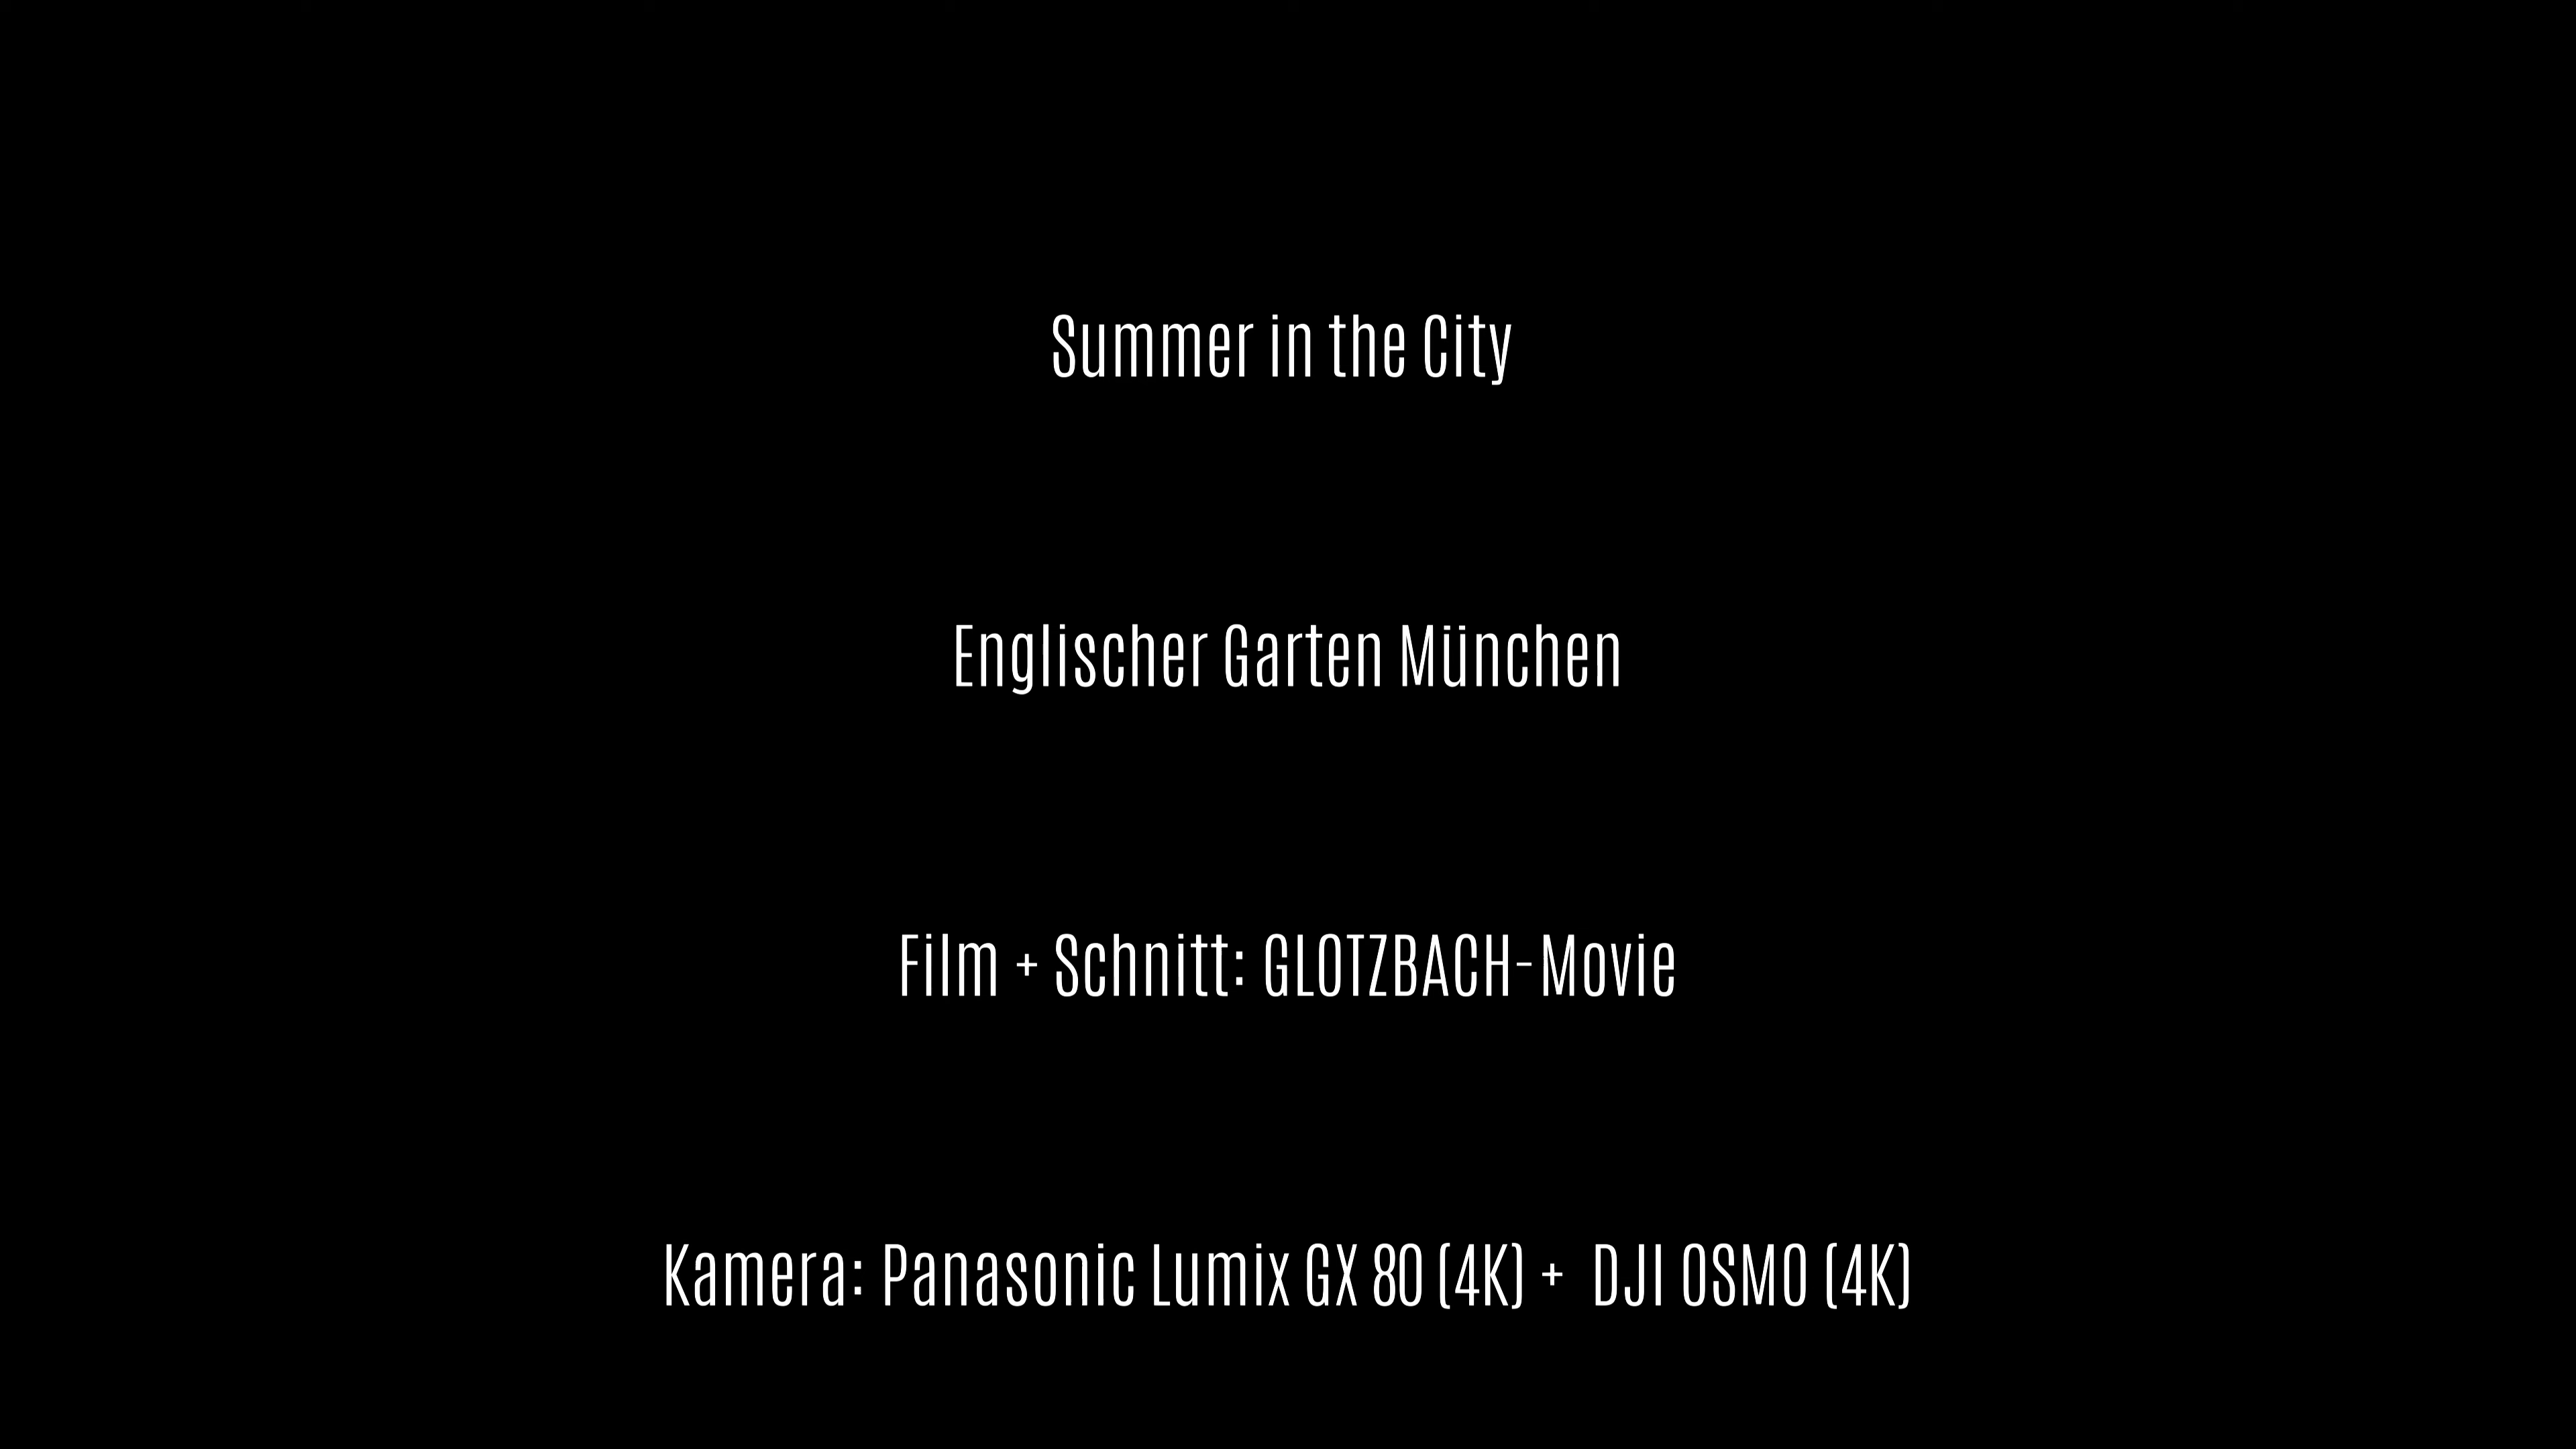 Summer in the City
Englischer Garten München
Film + Schnitt: GLOTZBACH-Movie
Kamera: Panasonic Lumix GX 80 (4K) +  DJI OSMO (4K)